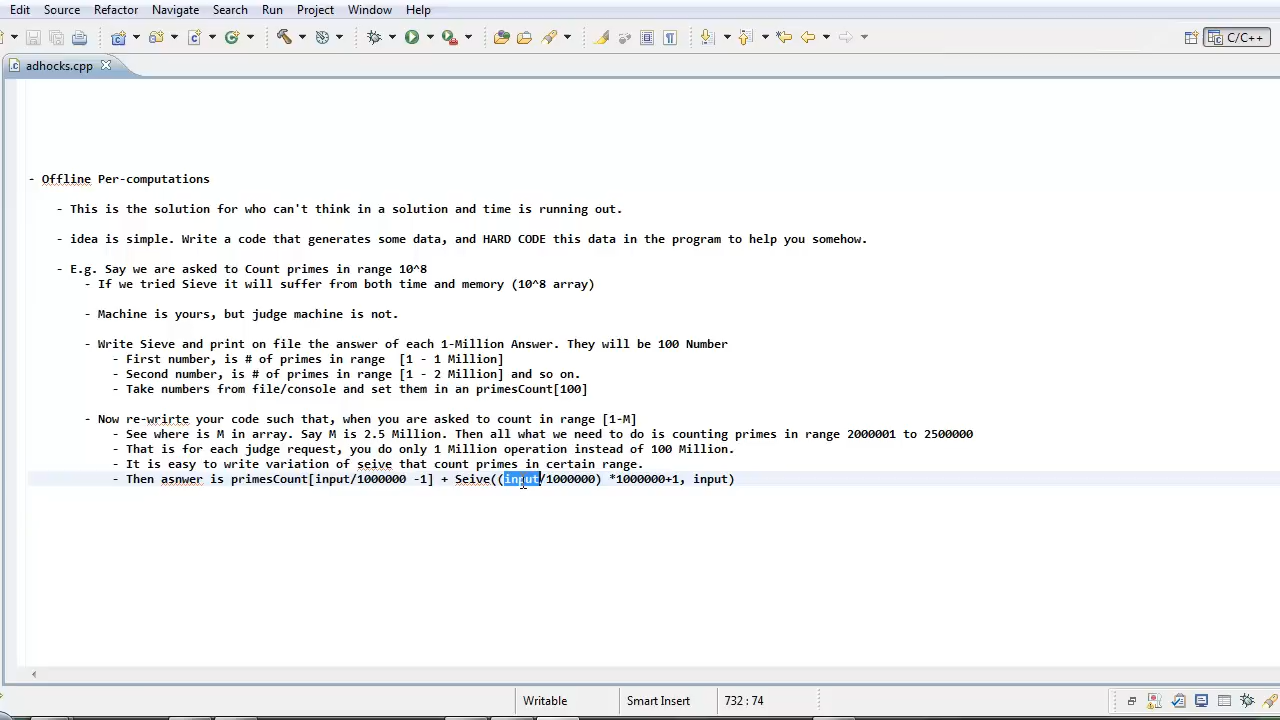 Edit Source Refactor Navigate Search Run Project Window Help
C/C++
adhocks.cpp
- Offline Per-computations
- This is the solution for who can't think in a solution and time is running out.
- idea is simple. Write a code that generates some data, and HARD CODE this data in the program to help you somehow.
- E.g. Say we are asked to Count primes in range 10^8
- If we tried Sieve it will suffer from both time and memory (10^8 array)
- Machine is yours, but judge machine is not.
- Write Sieve and print on file the answer of each 1-Million Answer. They will be 100 Number
- First number, is # of primes in range  [1 - 1 Million]
- Second number, is # of primes in range [1 - 2 Million] and so on.
- Take numbers from file/console and set them in an primesCount[100]
- Now re-wrirte your code such that, when you are asked to count in range [1-M]
- See where is M in array. Say M is 2.5 Million. Then all what we need to do is counting primes in range 2000001 to 2500000
- That is for each judge request, you do only 1 Million operation instead of 100 Million.
- It is easy to write variation of seive that count primes in certain range.
- Then asnwer is primesCount[input/1000000 -1] + Seive((input/1000000) *1000000+1, input)
Writable Smart Insert 732 : 74